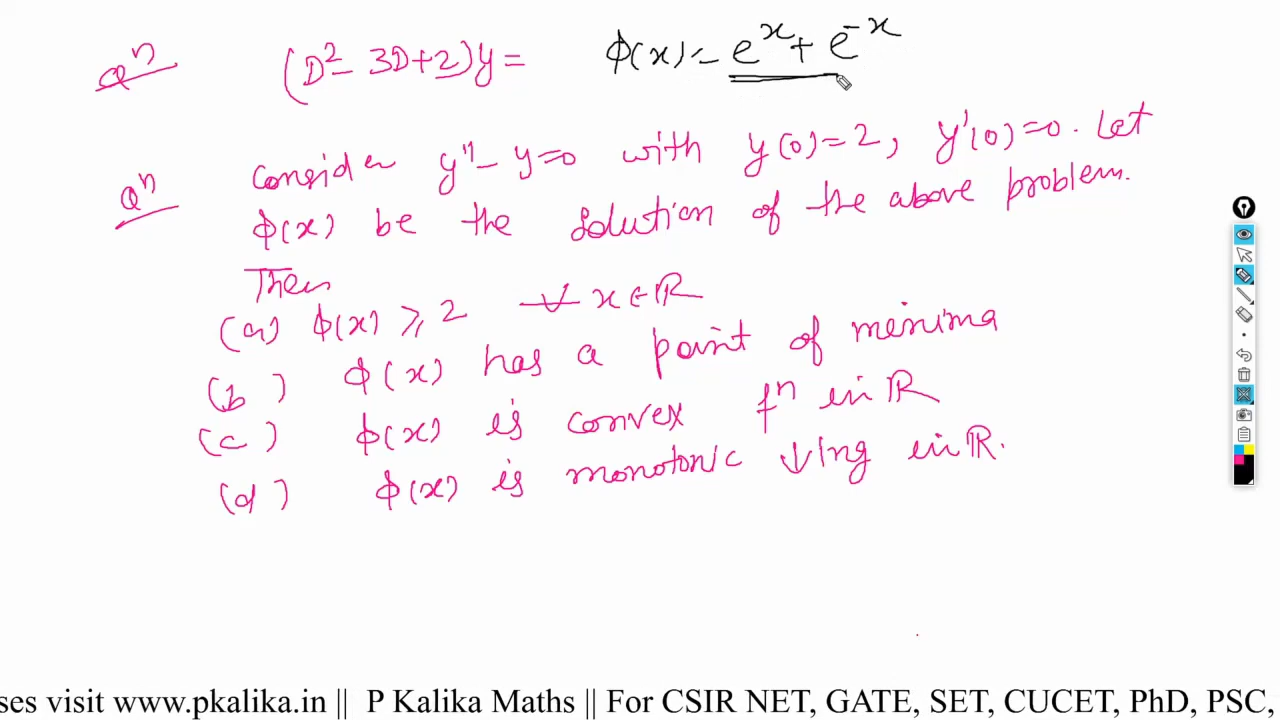 Qⁿ (D² - 3D + 2)y = φ(x) = eˣ + e⁻ˣ
Qⁿ Consider y'' - y = 0 with y(0) = 2, y'(0) = 0. Let
φ(x) be the solution of the above problem.
Then
(a) φ(x) ≥ 2 ∀ x ∈ ℝ
(b) φ(x) has a point of minima
(c) φ(x) is convex fⁿ in ℝ
(d) φ(x) is monotonic ↓ing in ℝ.
ses visit www.pkalika.in || P Kalika Maths || For CSIR NET, GATE, SET, CUCET, PhD, PSC,